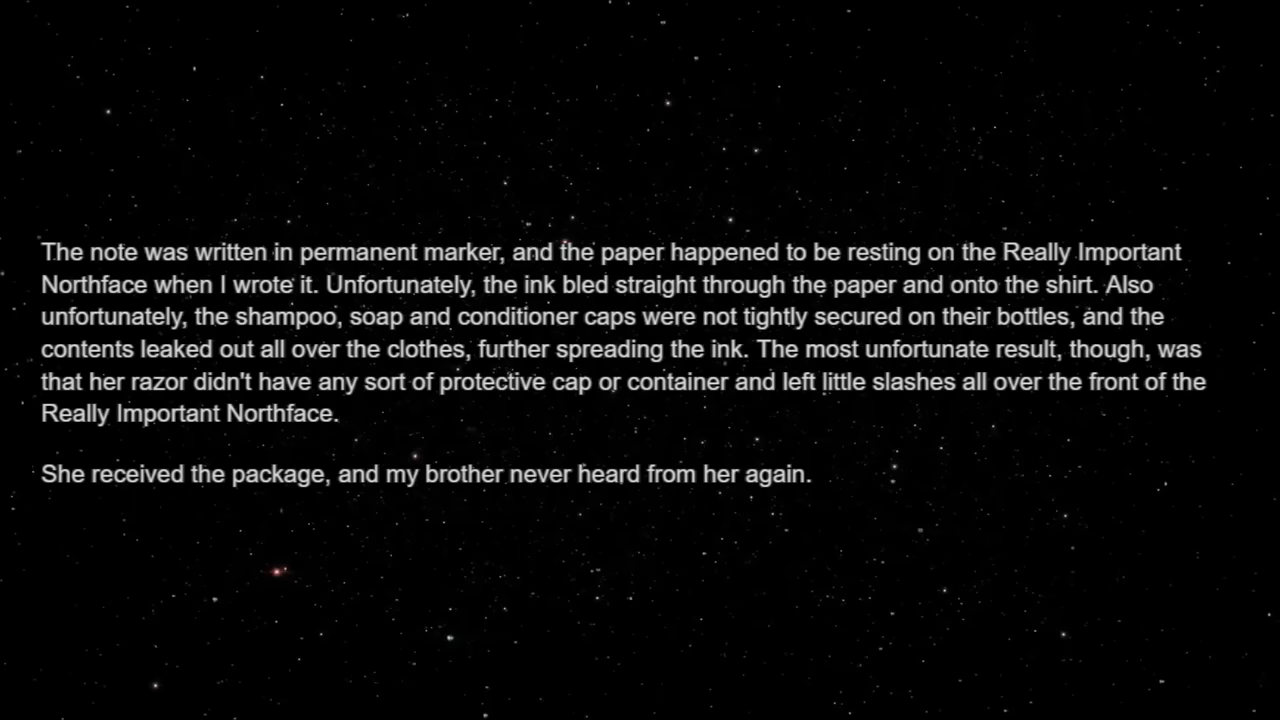 The note was written in permanent marker, and the paper happened to be resting on the Really Important
Northface when I wrote it. Unfortunately, the ink bled straight through the paper and onto the shirt. Also
unfortunately, the shampoo, soap and conditioner caps were not tightly secured on their bottles, and the
contents leaked out all over the clothes, further spreading the ink. The most unfortunate result, though, was
that her razor didn't have any sort of protective cap or container and left little slashes all over the front of the
Really Important Northface.
She received the package, and my brother never heard from her again.